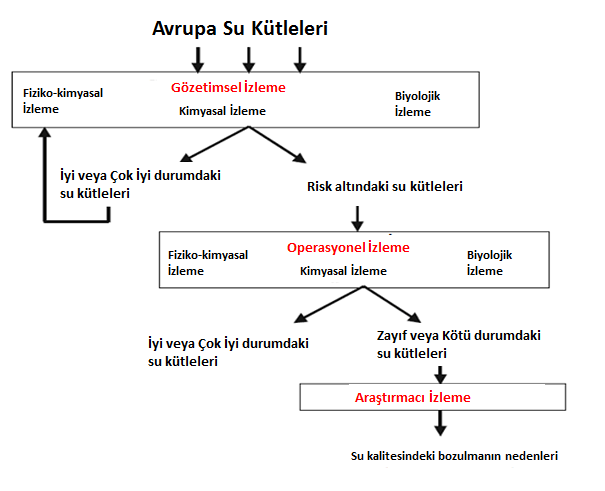 Avrupa Su Kütleleri
Gözetimsel İzleme
Fiziko-kimyasal
İzleme
Kimyasal İzleme
Biyolojik
İzleme
İyi veya Çok İyi durumdaki
su kütleleri
Risk altındaki su kütleleri
Operasyonel İzleme
Fiziko-kimyasal
İzleme
Kimyasal İzleme
Biyolojik
İzleme
İyi veya Çok İyi durumdaki
su kütleleri
Zayıf veya Kötü durumdaki
su kütleleri
Araştırmacı İzleme
Su kalitesindeki bozulmanın nedenleri